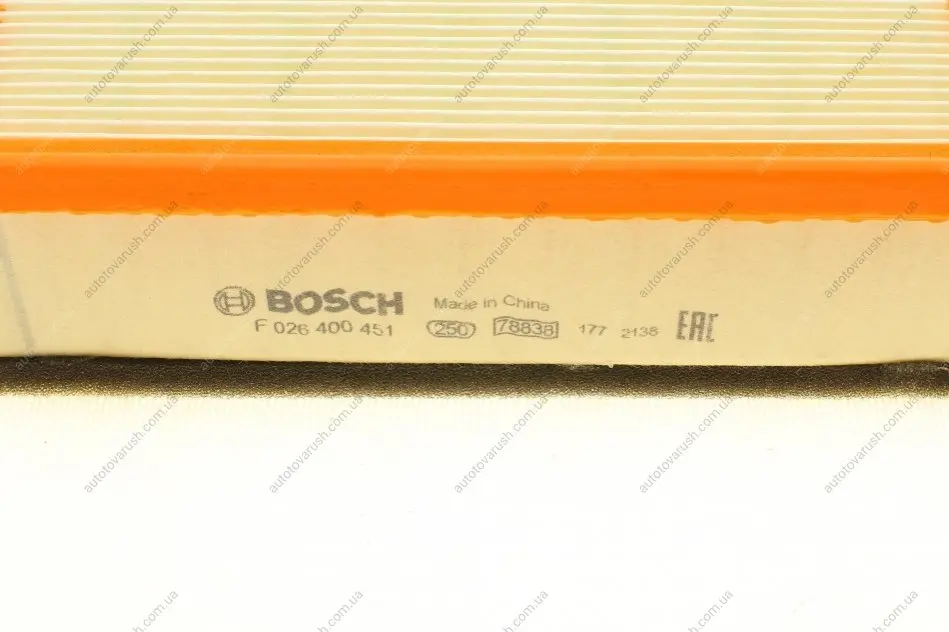 BOSCH Made in China
F 026 400 451 250 78838 177 2138 EAC
autotovarush.com.ua